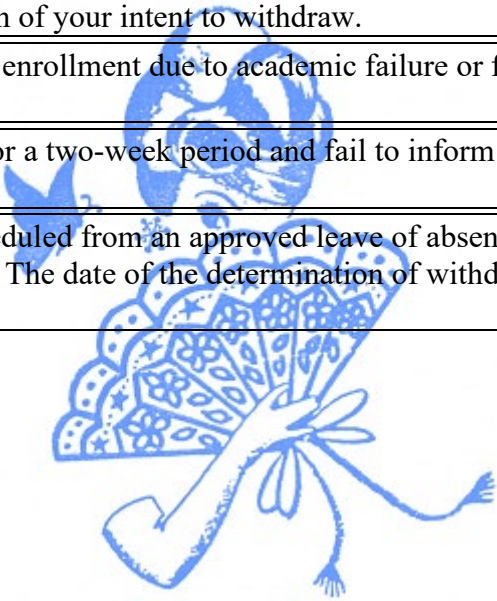 n of your intent to withdraw.
enrollment due to academic failure or f
or a two-week period and fail to inform
eduled from an approved leave of absen
The date of the determination of withd